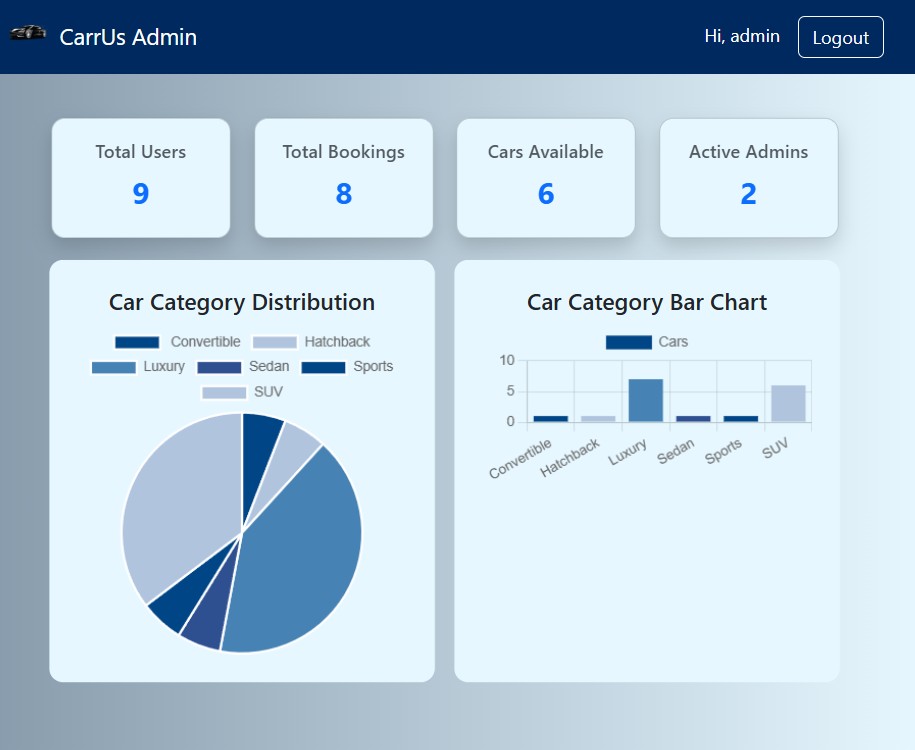 CarrUs Admin
Hi, admin
Logout
Total Users
9
Total Bookings
8
Cars Available
6
Active Admins
2
Car Category Distribution
Convertible Hatchback
Luxury Sedan Sports
SUV
Car Category Bar Chart
Cars
10
5
0
Convertible Hatchback Luxury Sedan Sports SUV